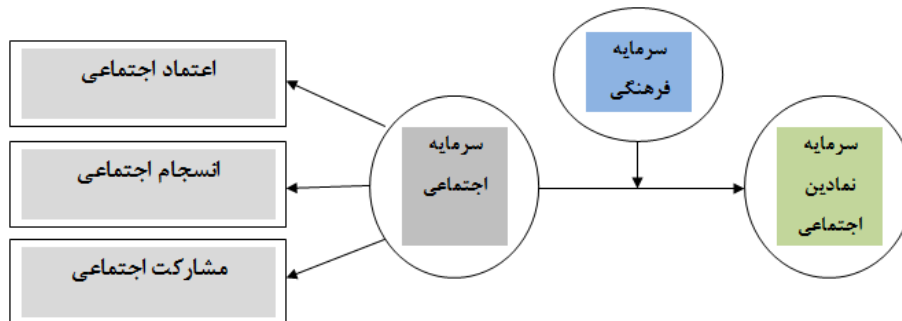 اعتماد اجتماعی
انسجام اجتماعی
مشارکت اجتماعی
سرمایه
اجتماعی
سرمایه
فرهنگی
سرمایه
نمادین
اجتماعی